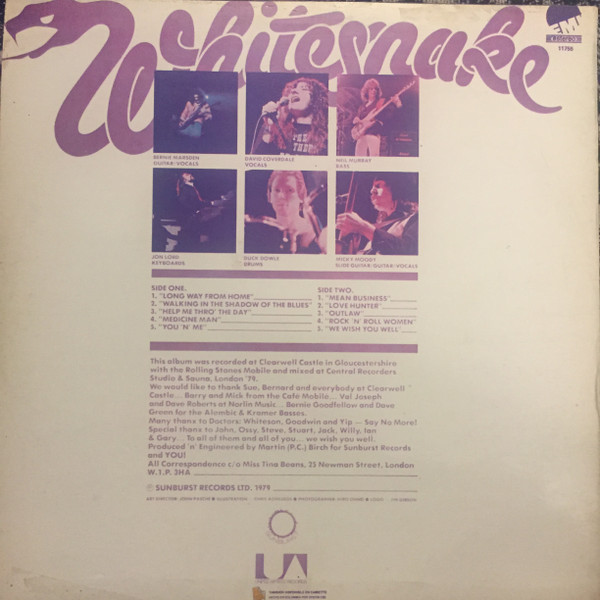 Whitesnake
stereo
11798
BERNIE MARSDEN
GUITAR/VOCALS
DAVID COVERDALE
VOCALS
NEIL MURRAY
BASS
JON LORD
KEYBOARDS
DUCK DOWLE
DRUMS
MICKY MOODY
SLIDE GUITAR/GUITAR/VOCALS
SIDE ONE.
1. "LONG WAY FROM HOME"
2. "WALKING IN THE SHADOW OF THE BLUES"
3. "HELP ME THRO' THE DAY"
4. "MEDICINE MAN"
5. "YOU 'N' ME"
SIDE TWO.
1. "MEAN BUSINESS"
2. "LOVE HUNTER"
3. "OUTLAW"
4. "ROCK 'N' ROLL WOMEN"
5. "WE WISH YOU WELL"
This album was recorded at Clearwell Castle in Gloucestershire
with the Rolling Stones Mobile and mixed at Central Recorders
Studio & Sauna, London '79.
We would like to thank Sue, Bernard and everybody at Clearwell
Castle... Barry and Mick from the Cafe Mobile... Val Joseph
and Dave Roberts at Norlin Music... Bernie Goodfellow and Dave
Green for the Alembic & Kramer Basses.
Many thanx to Doctors: Whiteson, Goodwin and Yip — Say No More!
Special thanx to John, Ossy, Steve, Stuart, Jack, Willy, Ian
& Gary... To all of them and all of you... we wish you well.
Produced 'n' Engineered by Martin (P.C.) Birch for Sunburst Records
and YOU!
All Correspondence c/o Miss Tina Beans, 25 Newman Street, London
W.1.P. 3HA
℗ SUNBURST RECORDS LTD. 1979
ART DIRECTOR: JOHN PASCHE ILLUSTRATION
UA